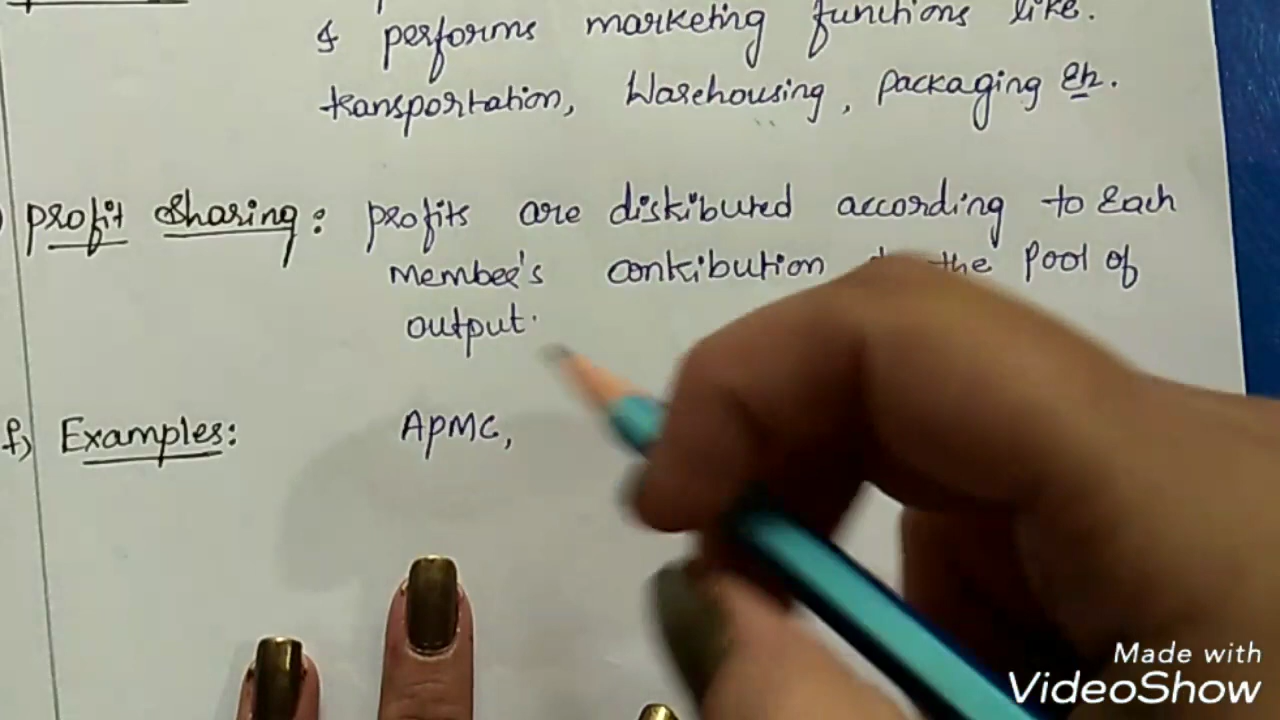 & performs marketing functions like.
transportation, Warehousing, packaging etc.
Profit Sharing: profits are distributed according to Each
Member's contribution the Pool of
output.
f) Examples: APMC,
Made with
VideoShow